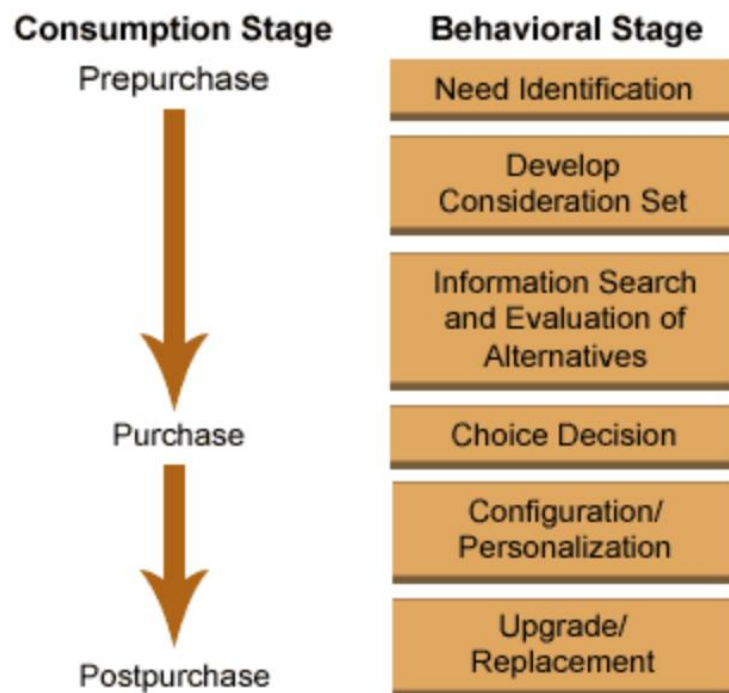 Consumption Stage
Behavioral Stage
Prepurchase
Need Identification
Develop
Consideration Set
Information Search
and Evaluation of
Alternatives
Purchase
Choice Decision
Configuration/
Personalization
Upgrade/
Replacement
Postpurchase